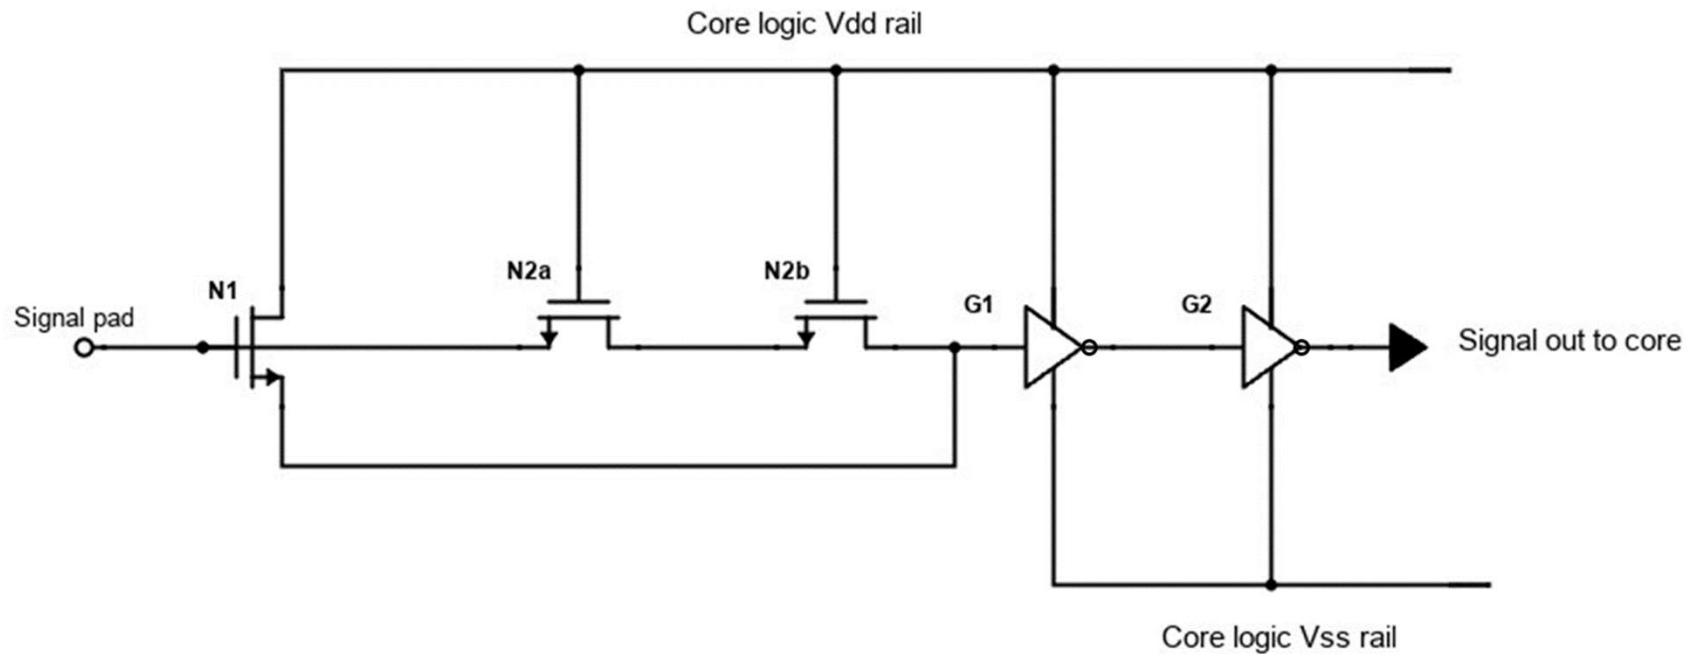 Core logic Vdd rail
N2a
N2b
N1
G1
G2
Signal pad
Signal out to core
Core logic Vss rail